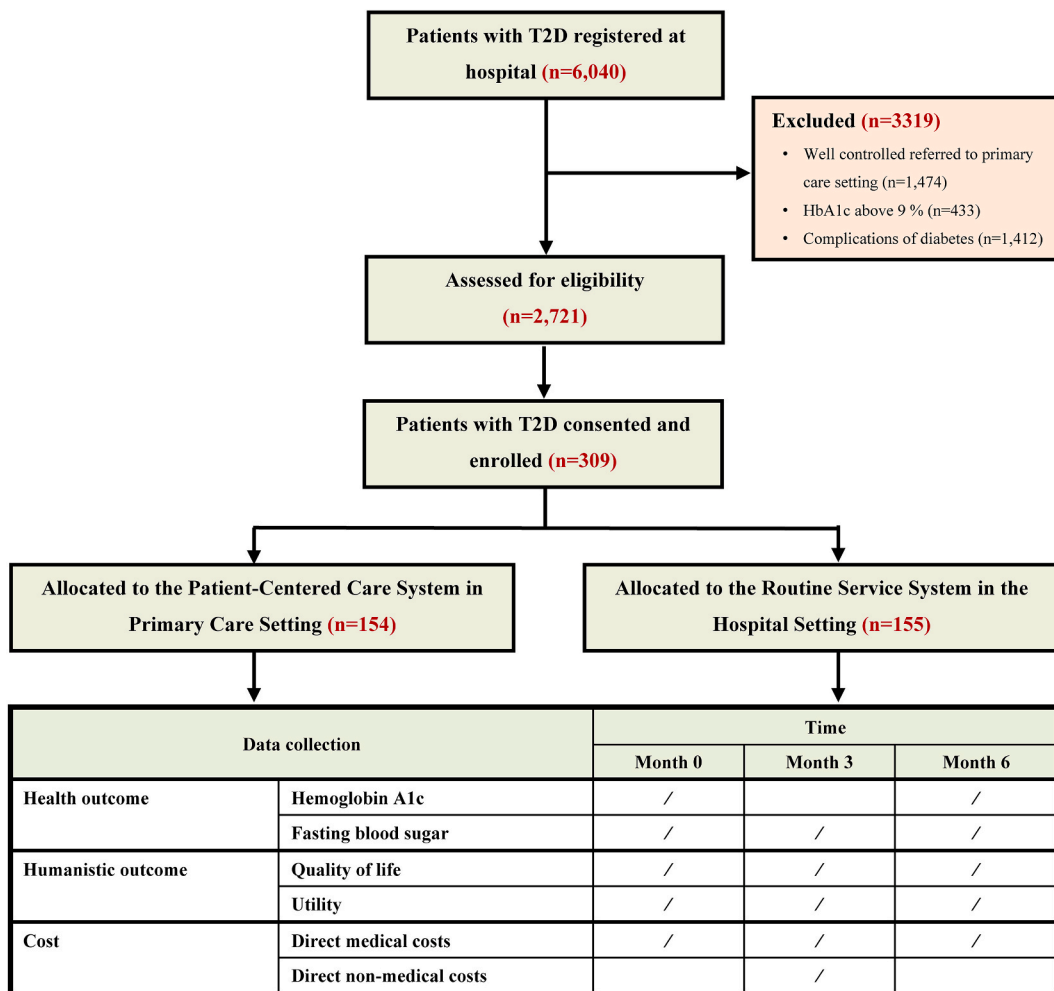 Patients with T2D registered at
hospital (n=6,040)
Excluded (n=3319)
• Well controlled referred to primary
care setting (n=1,474)
• HbA1c above 9 % (n=433)
• Complications of diabetes (n=1,412)
Assessed for eligibility
(n=2,721)
Patients with T2D consented and
enrolled (n=309)
Allocated to the Patient-Centered Care System in
Primary Care Setting (n=154)
Allocated to the Routine Service System in the
Hospital Setting (n=155)
Data collection
Time
Month 0 Month 3 Month 6
Health outcome Hemoglobin A1c / /
Fasting blood sugar / / /
Humanistic outcome Quality of life / / /
Utility / / /
Cost Direct medical costs / / /
Direct non-medical costs /